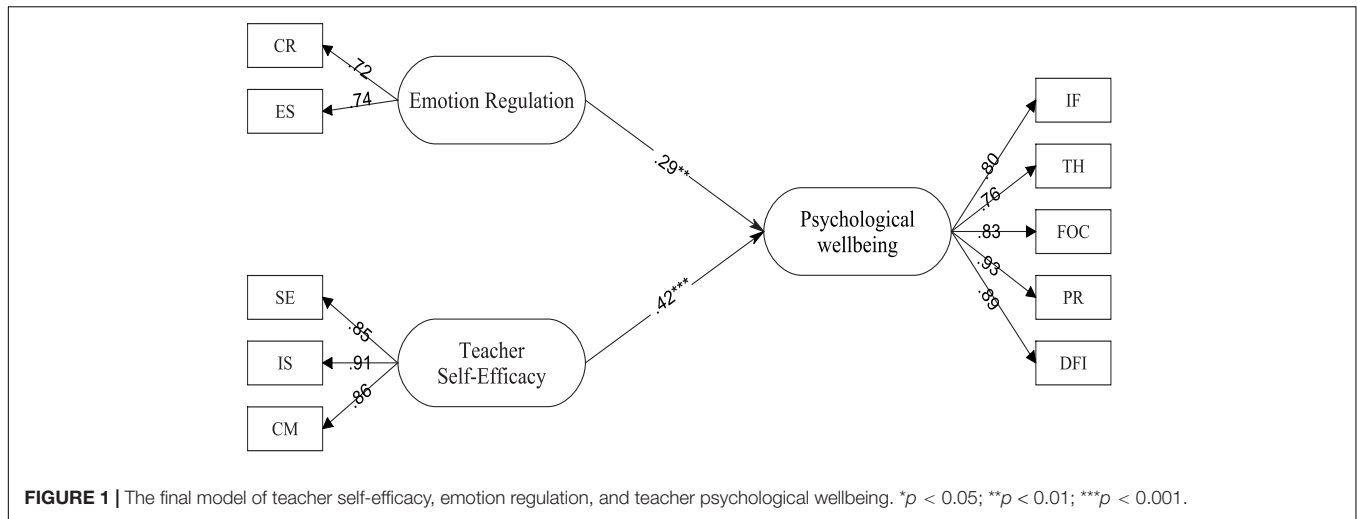 CR
.72
ES
.74
Emotion Regulation
.29**
SE
.85
IS
.91
CM
.86
Teacher
Self-Efficacy
.42***
Psychological
wellbeing
IF
.80
TH
.76
FOC
.83
PR
.93
DFI
.89
FIGURE 1 | The final model of teacher self-efficacy, emotion regulation, and teacher psychological wellbeing. *p < 0.05; **p < 0.01; ***p < 0.001.